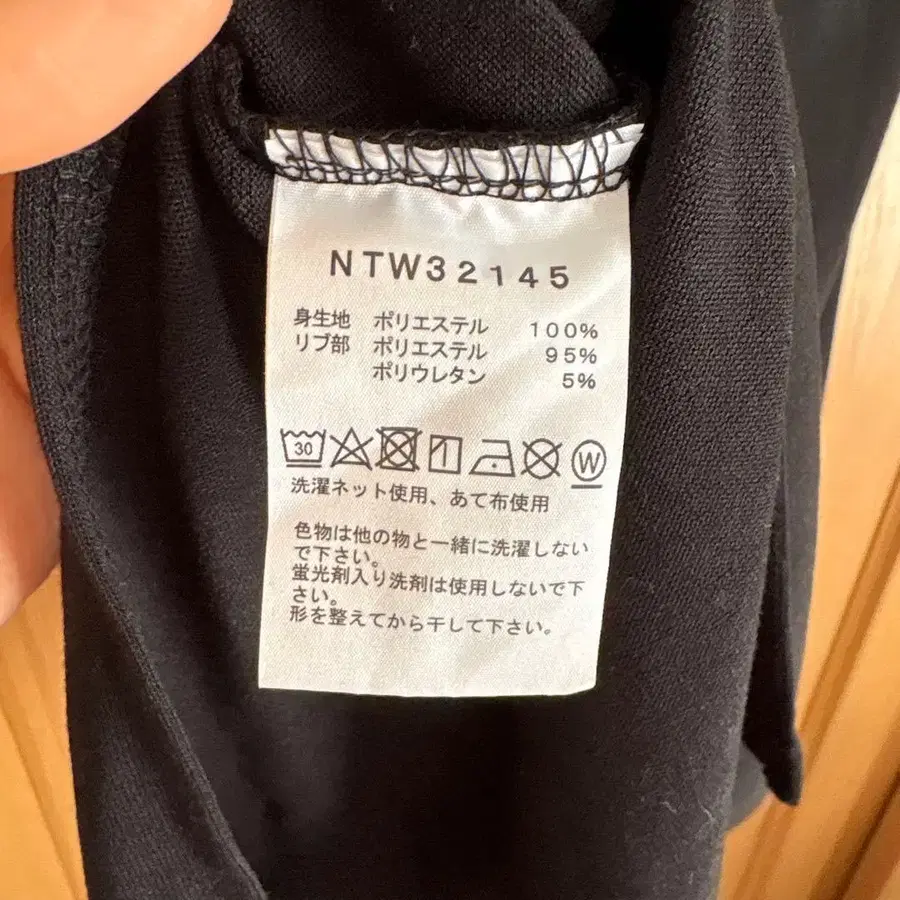 NTW32145
身生地 ポリエステル 100%
リブ部 ポリエステル 95%
ポリウレタン 5%
30 W
洗濯ネット使用、あて布使用
色物は他の物と一緒に洗濯しない
で下さい。
蛍光剤入り洗剤は使用しないで下
さい。
形を整えてから干して下さい。